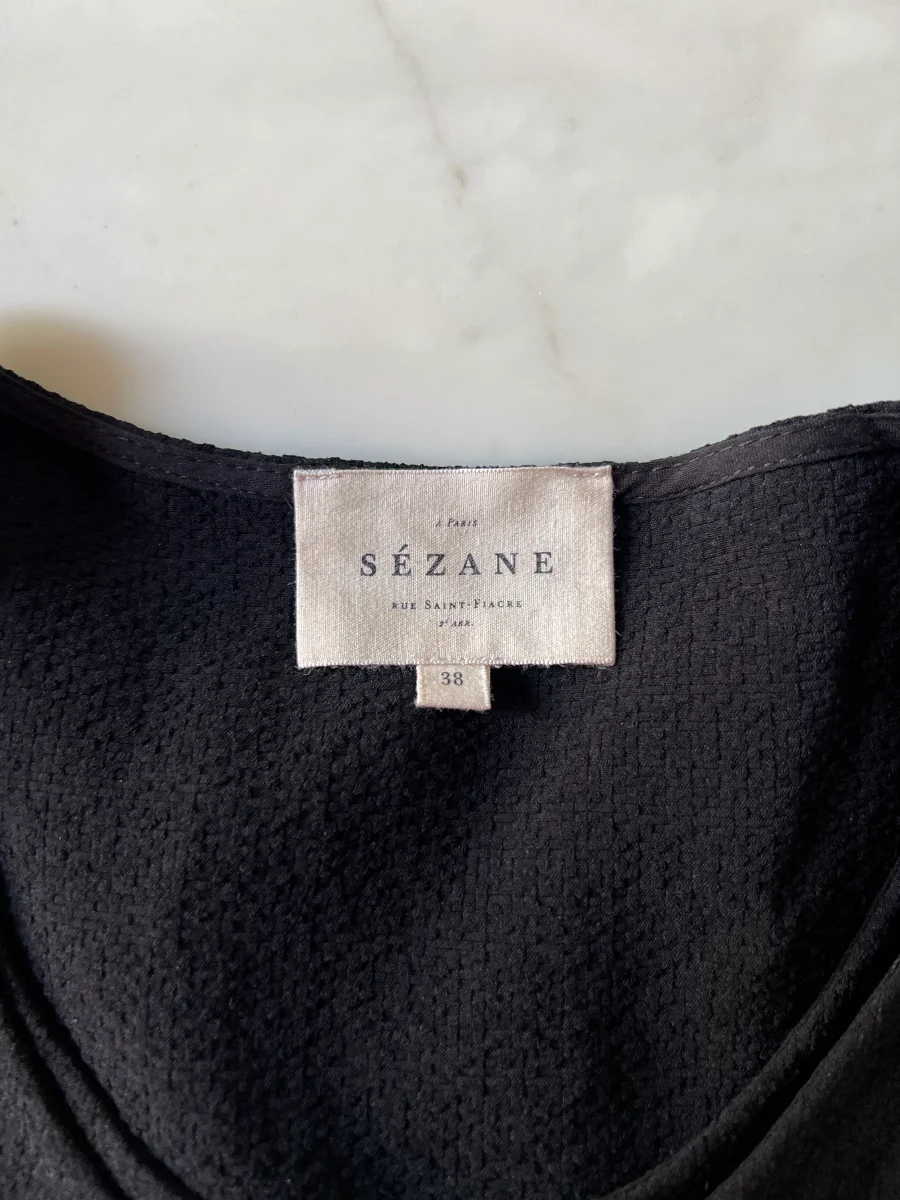 À PARIS
SÉZANE
RUE SAINT-FIACRE
2ᵉ ARR.
38